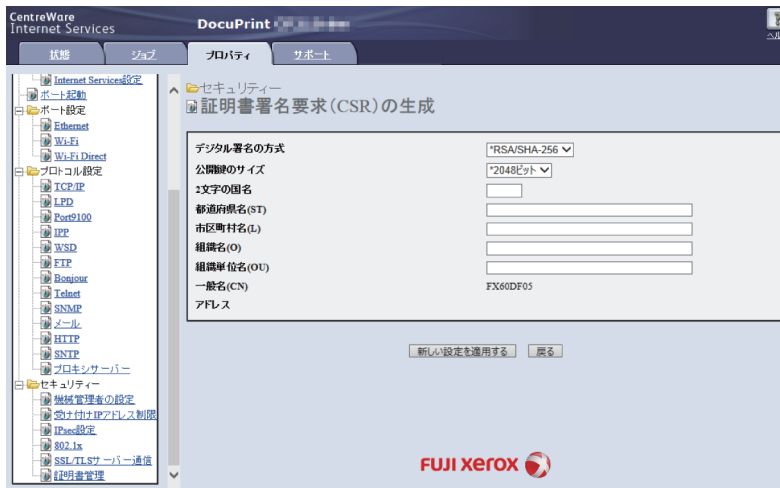 CentreWare
Internet Services
DocuPrint
状態
ジョブ
プロパティ
サポート
Internet Services設定
ポート起動
ポート設定
Ethernet
Wi-Fi
Wi-Fi Direct
プロトコル設定
TCP/IP
LPD
Port9100
IPP
WSD
FTP
Bonjour
Telnet
SNMP
メール
HTTP
SNTP
プロキシサーバー
セキュリティー
機械管理者の設定
受け付けIPアドレス制限
IPsec設定
802.1x
SSL/TLSサーバー通信
証明書管理
セキュリティー
証明書署名要求(CSR)の生成
デジタル署名の方式
*RSA/SHA-256
公開鍵のサイズ
*2048ビット
2文字の国名
都道府県名(ST)
市区町村名(L)
組織名(O)
組織単位名(OU)
一般名(CN)
FX60DF05
アドレス
新しい設定を適用する
戻る
FUJI xerox